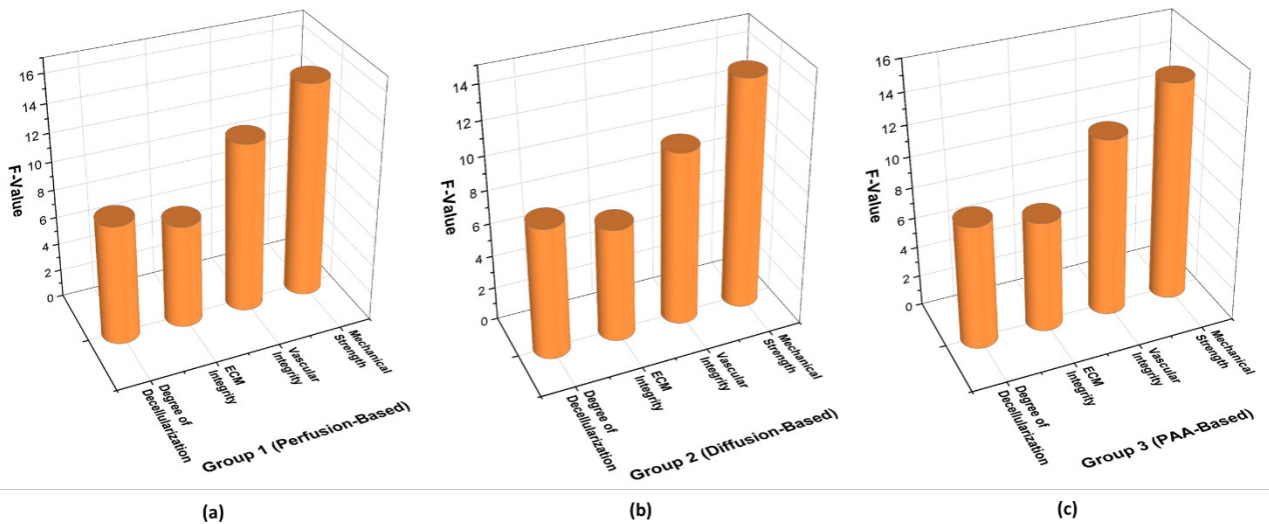 16
14
12
10
8
6
4
2
0
F-Value
Degree of
Decellularization
ECM
Integrity
Vascular
Integrity
Mechanical
Strength
Group 1 (Perfusion-Based)
(a)
14
12
10
8
6
4
2
0
F-Value
Degree of
Decellularization
ECM
Integrity
Vascular
Integrity
Mechanical
Strength
Group 2 (Diffusion-Based)
(b)
16
14
12
10
8
6
4
2
0
F-Value
Degree of
Decellularization
ECM
Integrity
Vascular
Integrity
Mechanical
Strength
Group 3 (PAA-Based)
(c)